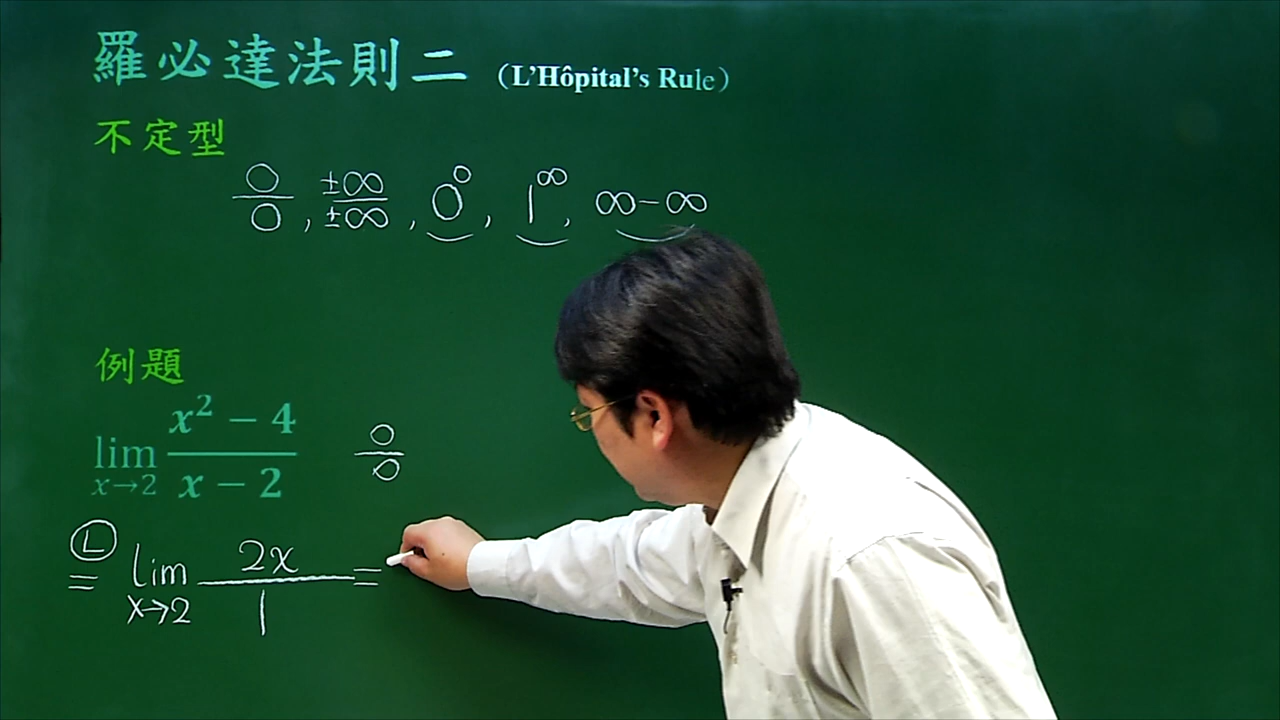 羅必達法則二 (L'Hôpital's Rule)
不定型
0/0, ±∞/±∞, 0⁰, 1^∞, ∞-∞
例題
lim x→2 (x² − 4)/(x − 2) 0/0
Ⓛ = lim x→2 2x/1 =